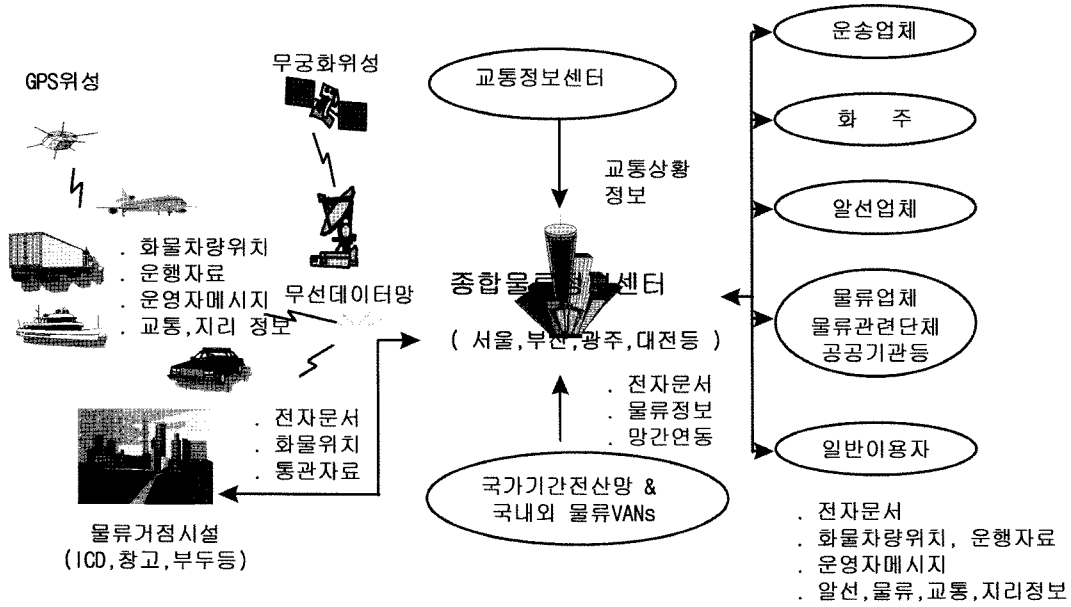 GPS위성
무궁화위성
. 화물차량위치
. 운행자료
. 운영자메시지
. 교통,지리 정보
무선데이터망
. 전자문서
. 화물위치
. 통관자료
물류거점시설
(ICD,창고,부두등)
교통정보센터
교통상황
정보
종합물류정보센터
( 서울,부산,광주,대전등 )
. 전자문서
. 물류정보
. 망간연동
국가기간전산망 &
국내외 물류VANs
운송업체
화 주
알선업체
물류업체
물류관련단체
공공기관등
일반이용자
. 전자문서
. 화물차량위치, 운행자료
. 운영자메시지
. 알선,물류,교통,지리정보